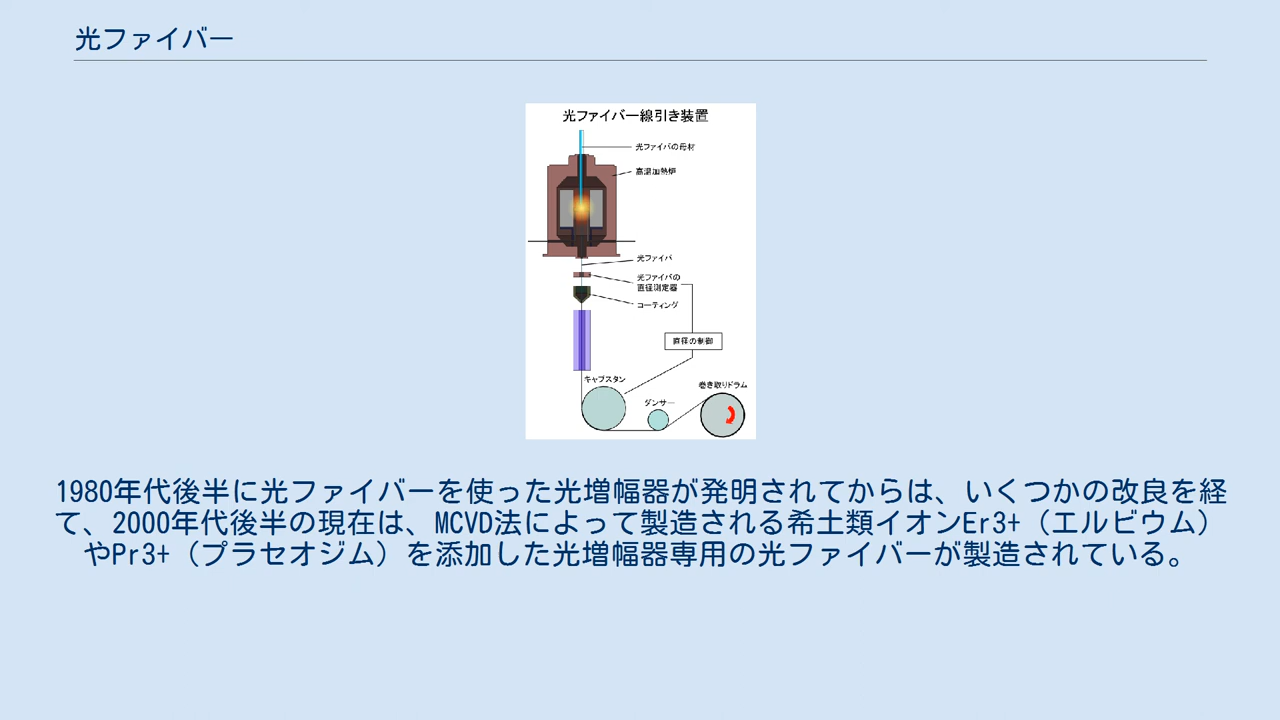 光ファイバー
光ファイバー線引き装置
光ファイバの母材
高温加熱炉
光ファイバ
光ファイバの
直径測定器
コーティング
直径の制御
キャプスタン
ダンサー
巻き取りドラム
1980年代後半に光ファイバーを使った光増幅器が発明されてからは、いくつかの改良を経
て、2000年代後半の現在は、MCVD法によって製造される希土類イオンEr3+（エルビウム）
やPr3+（プラセオジム）を添加した光増幅器専用の光ファイバーが製造されている。